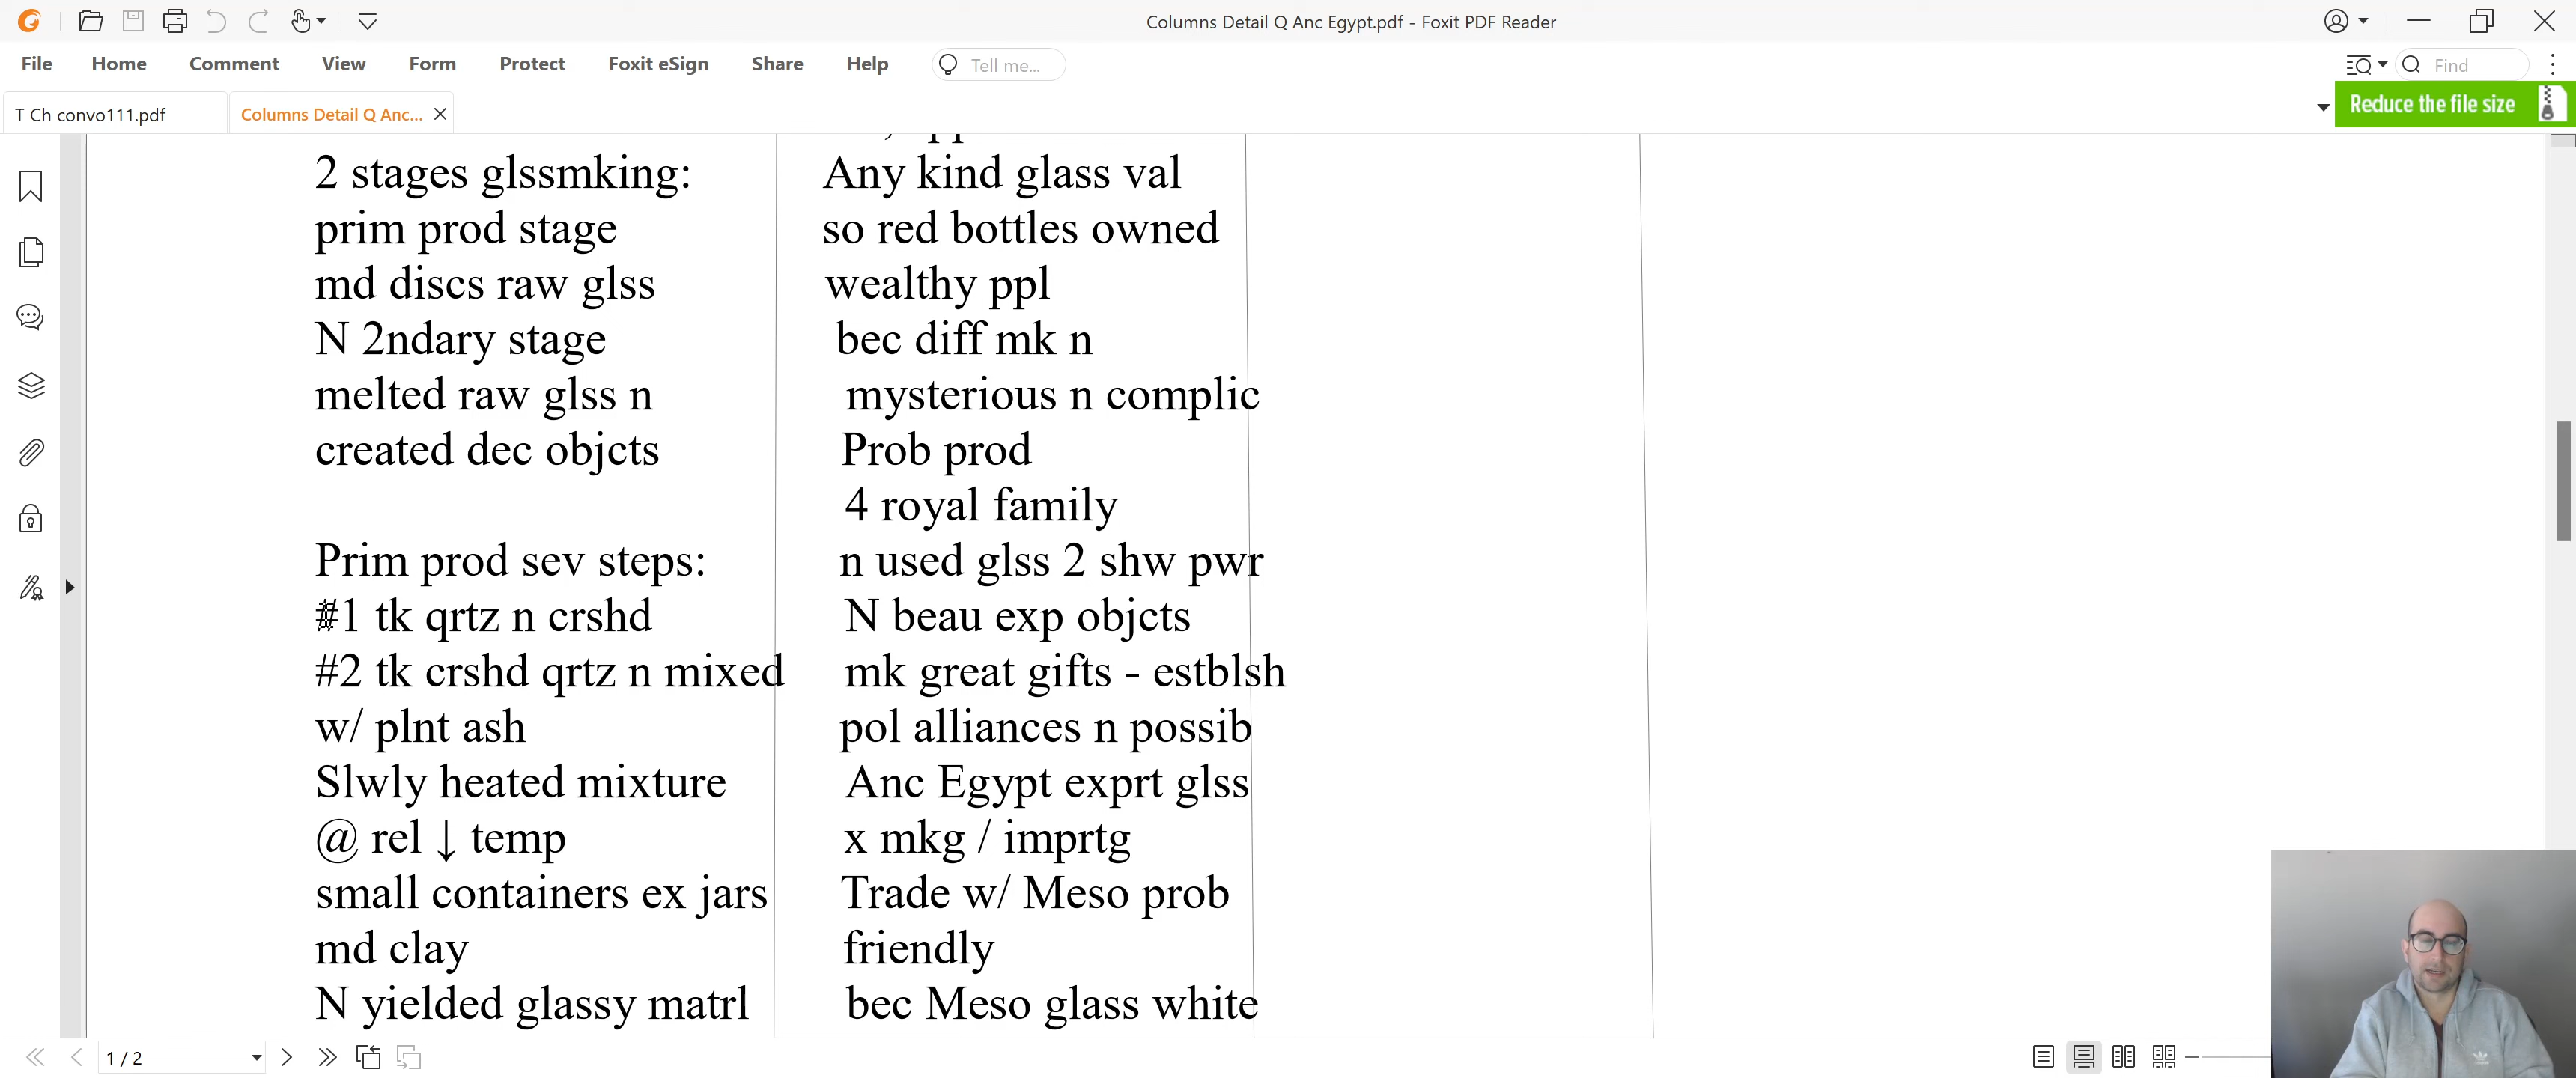 Columns Detail Q Anc Egypt.pdf - Foxit PDF Reader
File Home Comment View Form Protect Foxit eSign Share Help Tell me... Find
T Ch convo111.pdf
Columns Detail Q Anc...
Reduce the file size
2 stages glssmking:
prim prod stage
md discs raw glss
N 2ndary stage
melted raw glss n
created dec objcts
Prim prod sev steps:
#1 tk qrtz n crshd
#2 tk crshd qrtz n mixed
w/ plnt ash
Slwly heated mixture
@ rel ↓ temp
small containers ex jars
md clay
N yielded glassy matrl
Any kind glass val
so red bottles owned
wealthy ppl
bec diff mk n
mysterious n complic
Prob prod
4 royal family
n used glss 2 shw pwr
N beau exp objcts
mk great gifts - estblsh
pol alliances n possib
Anc Egypt exprt glss
x mkg / imprtg
Trade w/ Meso prob
friendly
bec Meso glass white
1 / 2